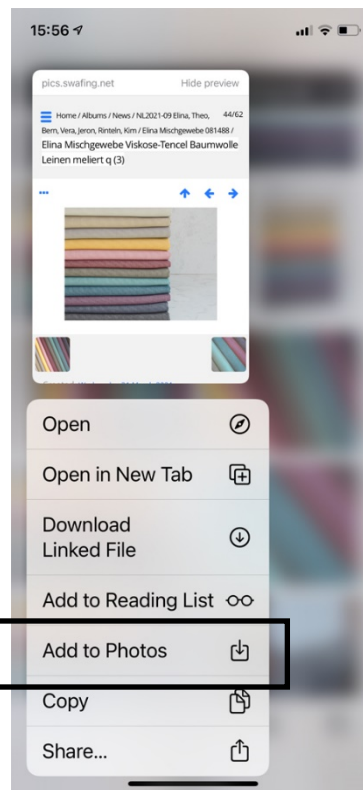 15:56
pics.swafing.net Hide preview
Home / Albums / News / NL2021-09 Elina, Theo, 44/62
Bern, Vera, Jeron, Rinteln, Kim / Elina Mischgewebe 081488 /
Elina Mischgewebe Viskose-Tencel Baumwolle
Leinen meliert q (3)
Open
Open in New Tab
Download
Linked File
Add to Reading List
Add to Photos
Copy
Share...